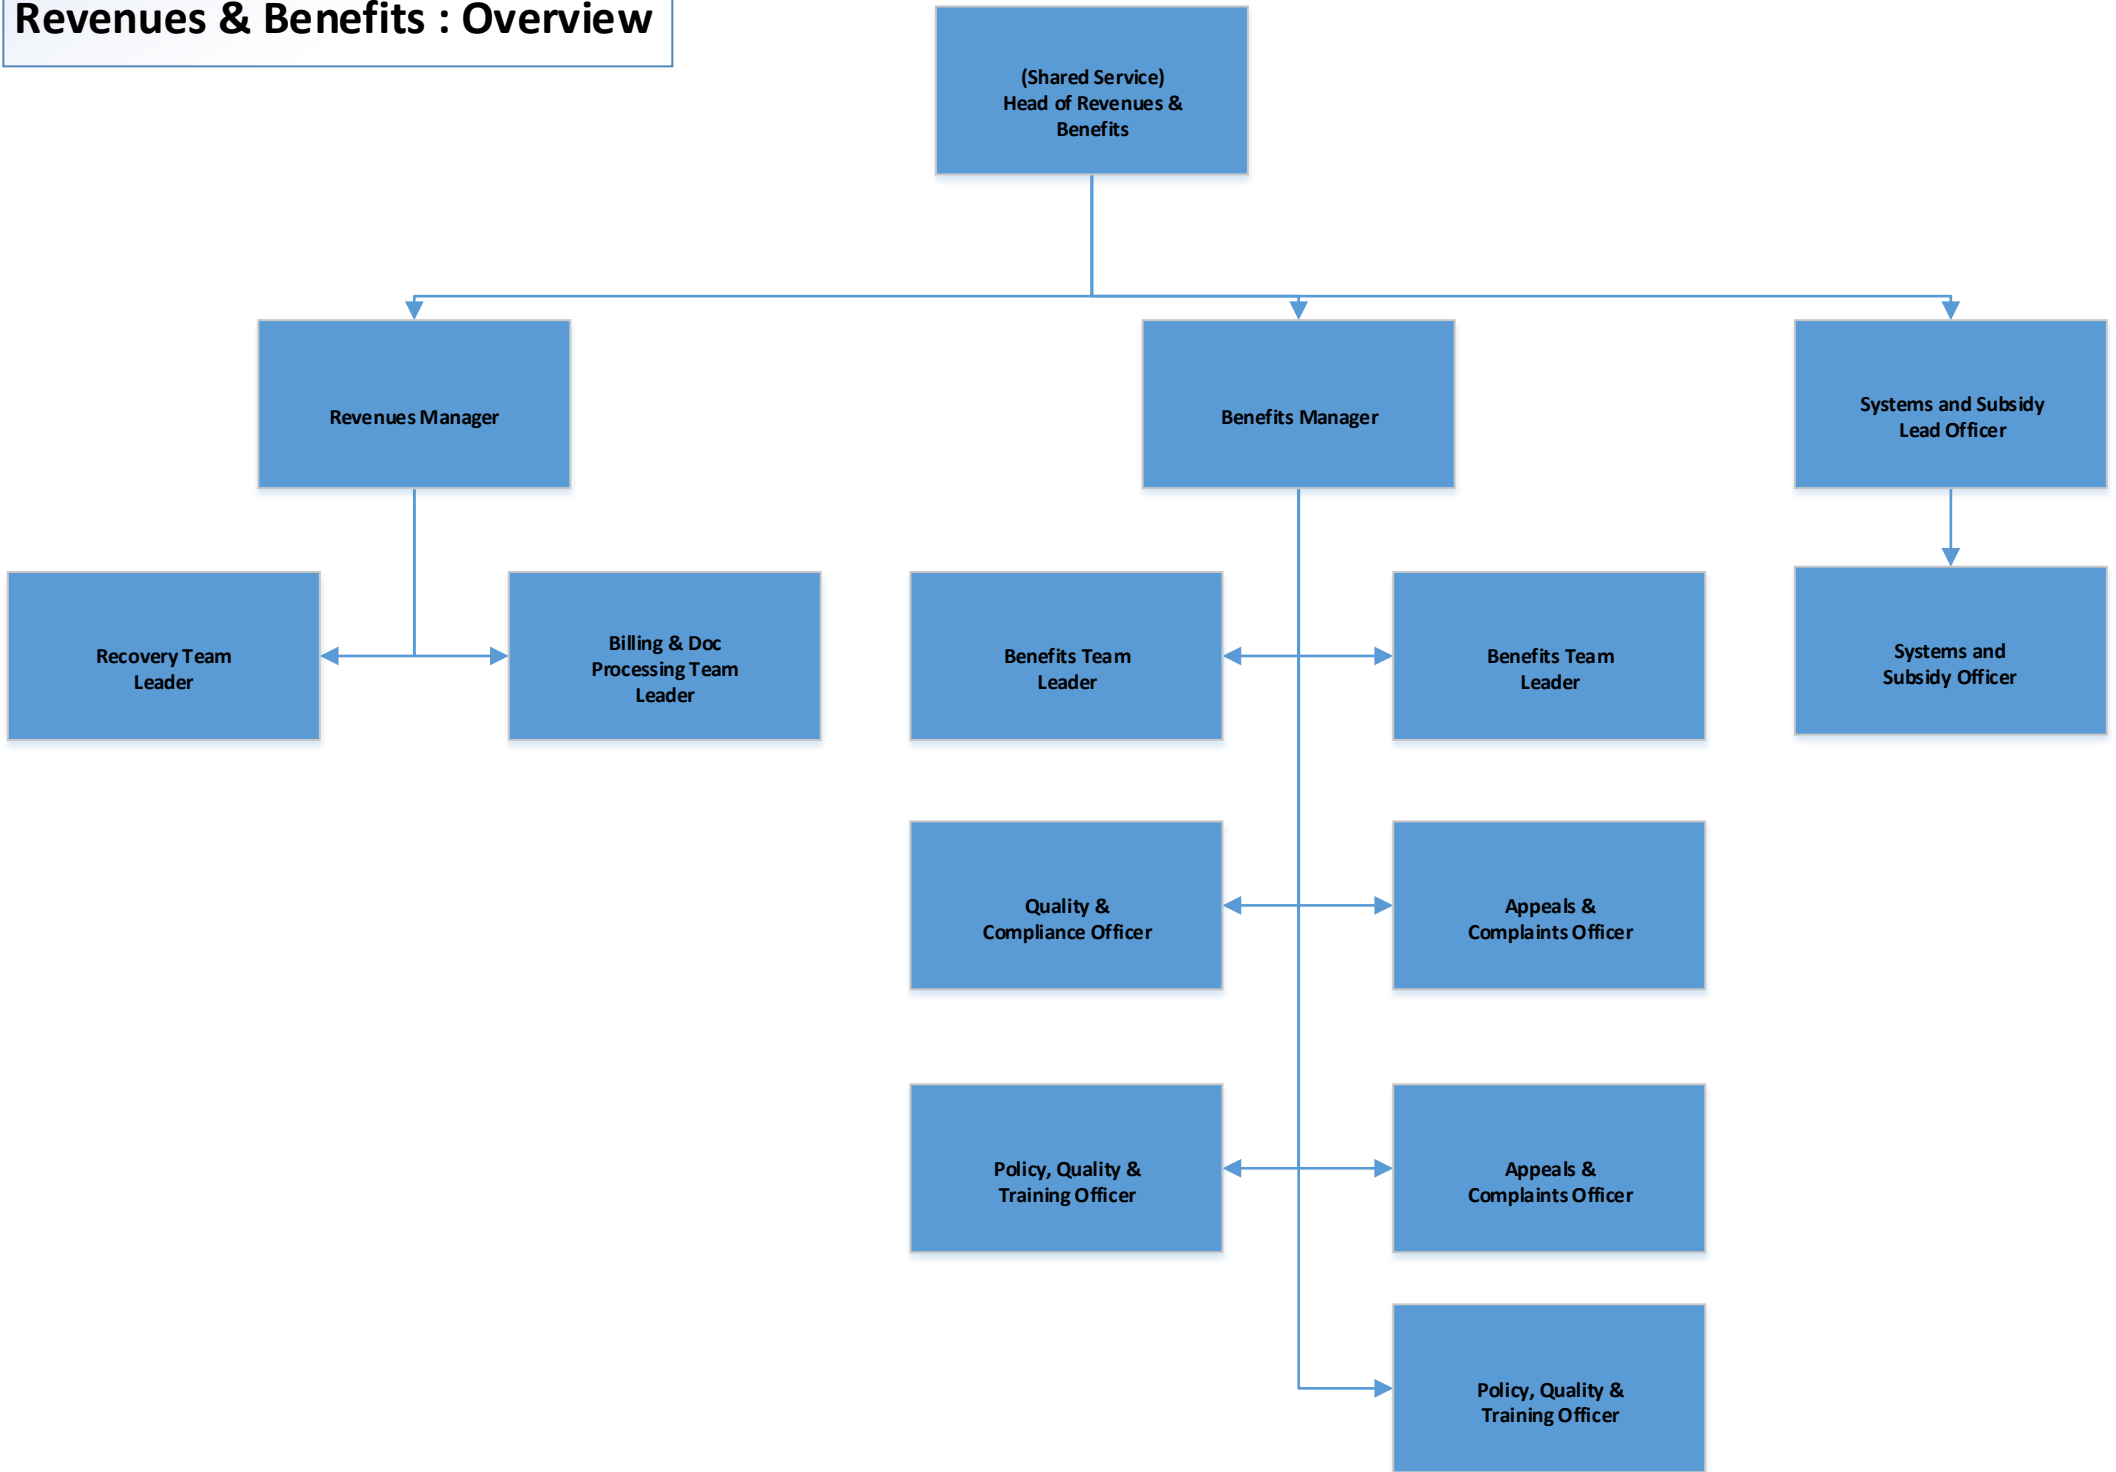 Revenues & Benefits : Overview
(Shared Service)
Head of Revenues &
Benefits
Revenues Manager
Benefits Manager
Systems and Subsidy
Lead Officer
Recovery Team
Leader
Billing & Doc
Processing Team
Leader
Benefits Team
Leader
Benefits Team
Leader
Systems and
Subsidy Officer
Quality &
Compliance Officer
Appeals &
Complaints Officer
Policy, Quality &
Training Officer
Appeals &
Complaints Officer
Policy, Quality &
Training Officer